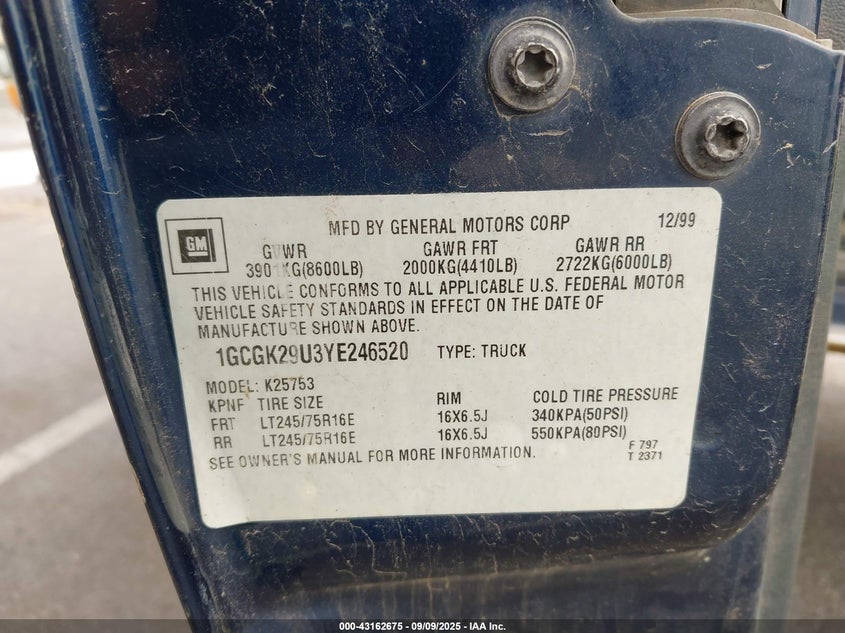 GM
MFD BY GENERAL MOTORS CORP 12/99
GVWR GAWR FRT GAWR RR
3901KG(8600LB) 2000KG(4410LB) 2722KG(6000LB)
THIS VEHICLE CONFORMS TO ALL APPLICABLE U.S. FEDERAL MOTOR
VEHICLE SAFETY STANDARDS IN EFFECT ON THE DATE OF
MANUFACTURE SHOWN ABOVE.
1GCGK29U3YE246520 TYPE: TRUCK
MODEL: K25753
KPNF TIRE SIZE RIM COLD TIRE PRESSURE
FRT LT245/75R16E 16X6.5J 340KPA(50PSI)
RR LT245/75R16E 16X6.5J 550KPA(80PSI)
SEE OWNER'S MANUAL FOR MORE INFORMATION.
F 797
T 2371
000-43162675 - 09/09/2025 - IAA Inc.